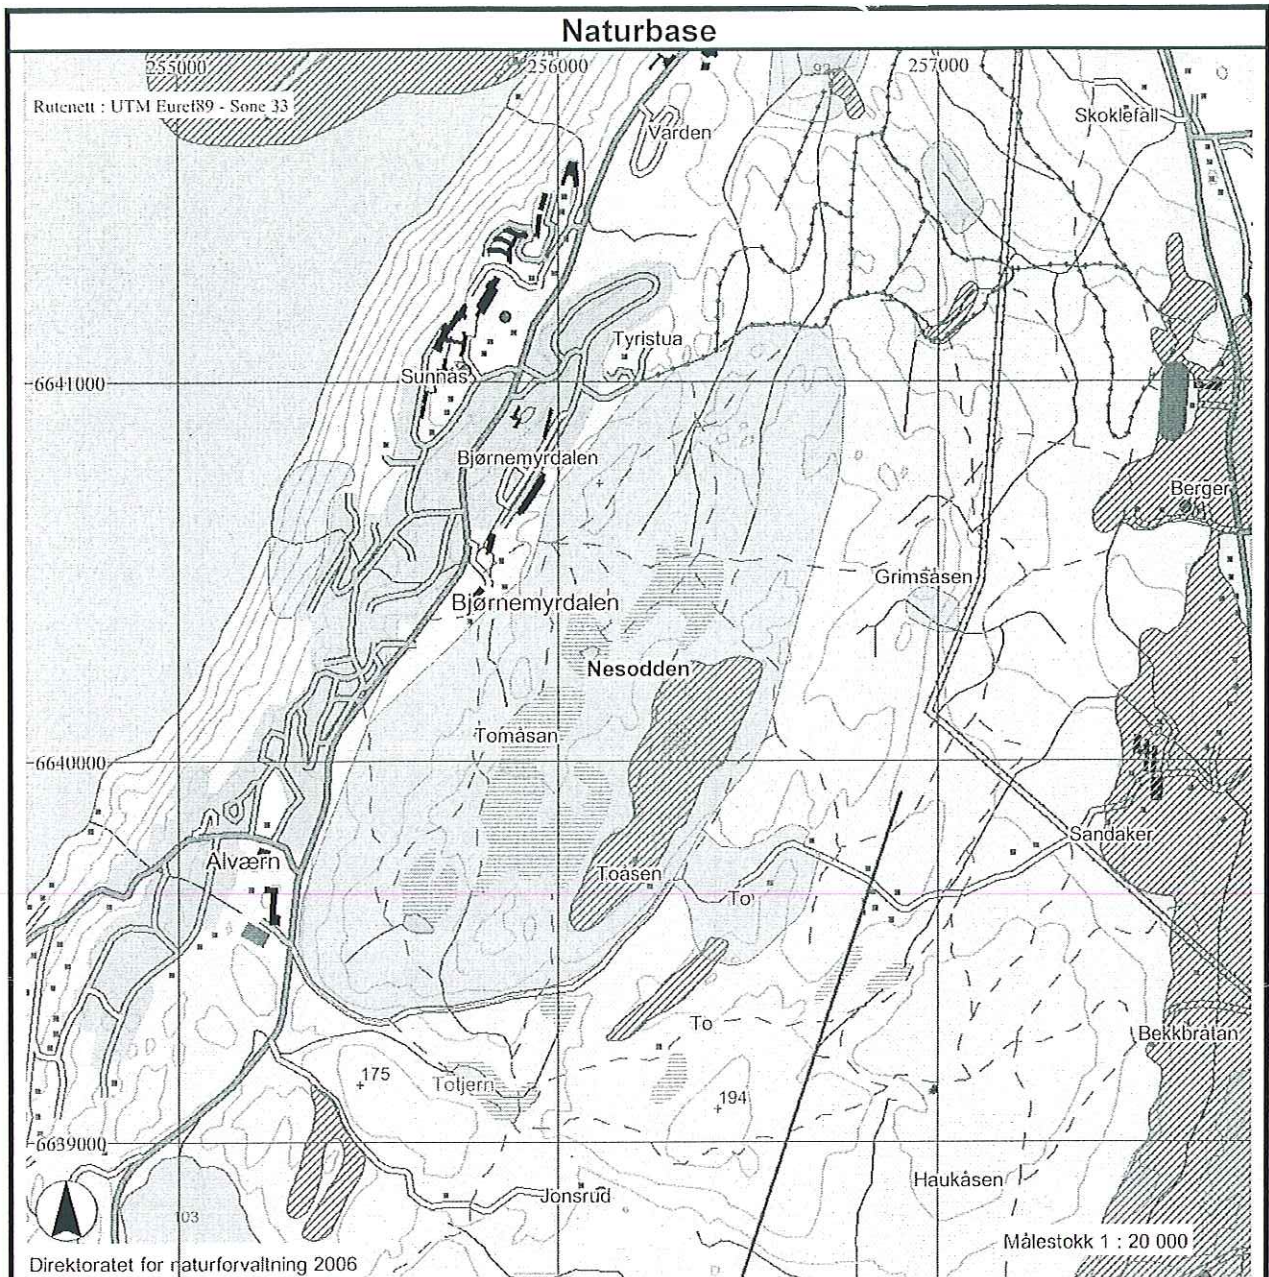 Naturbase
255000
256000
257000
Rutenett : UTM Euref89 - Sone 33
Skoklefall
Varden
Tyristua
6641000
Sunnås
Bjørnemyrdalen
Berger
Grimsåsen
Bjørnemyrdalen
Nesodden
Tomåsan
6640000
Sandaker
Alværn
Toåsen
To
To
Bekkbråtan
175
Totjern
194
6639000
Haukåsen
Jonsrud
103
Målestokk 1 : 20 000
Direktoratet for naturforvaltning 2006